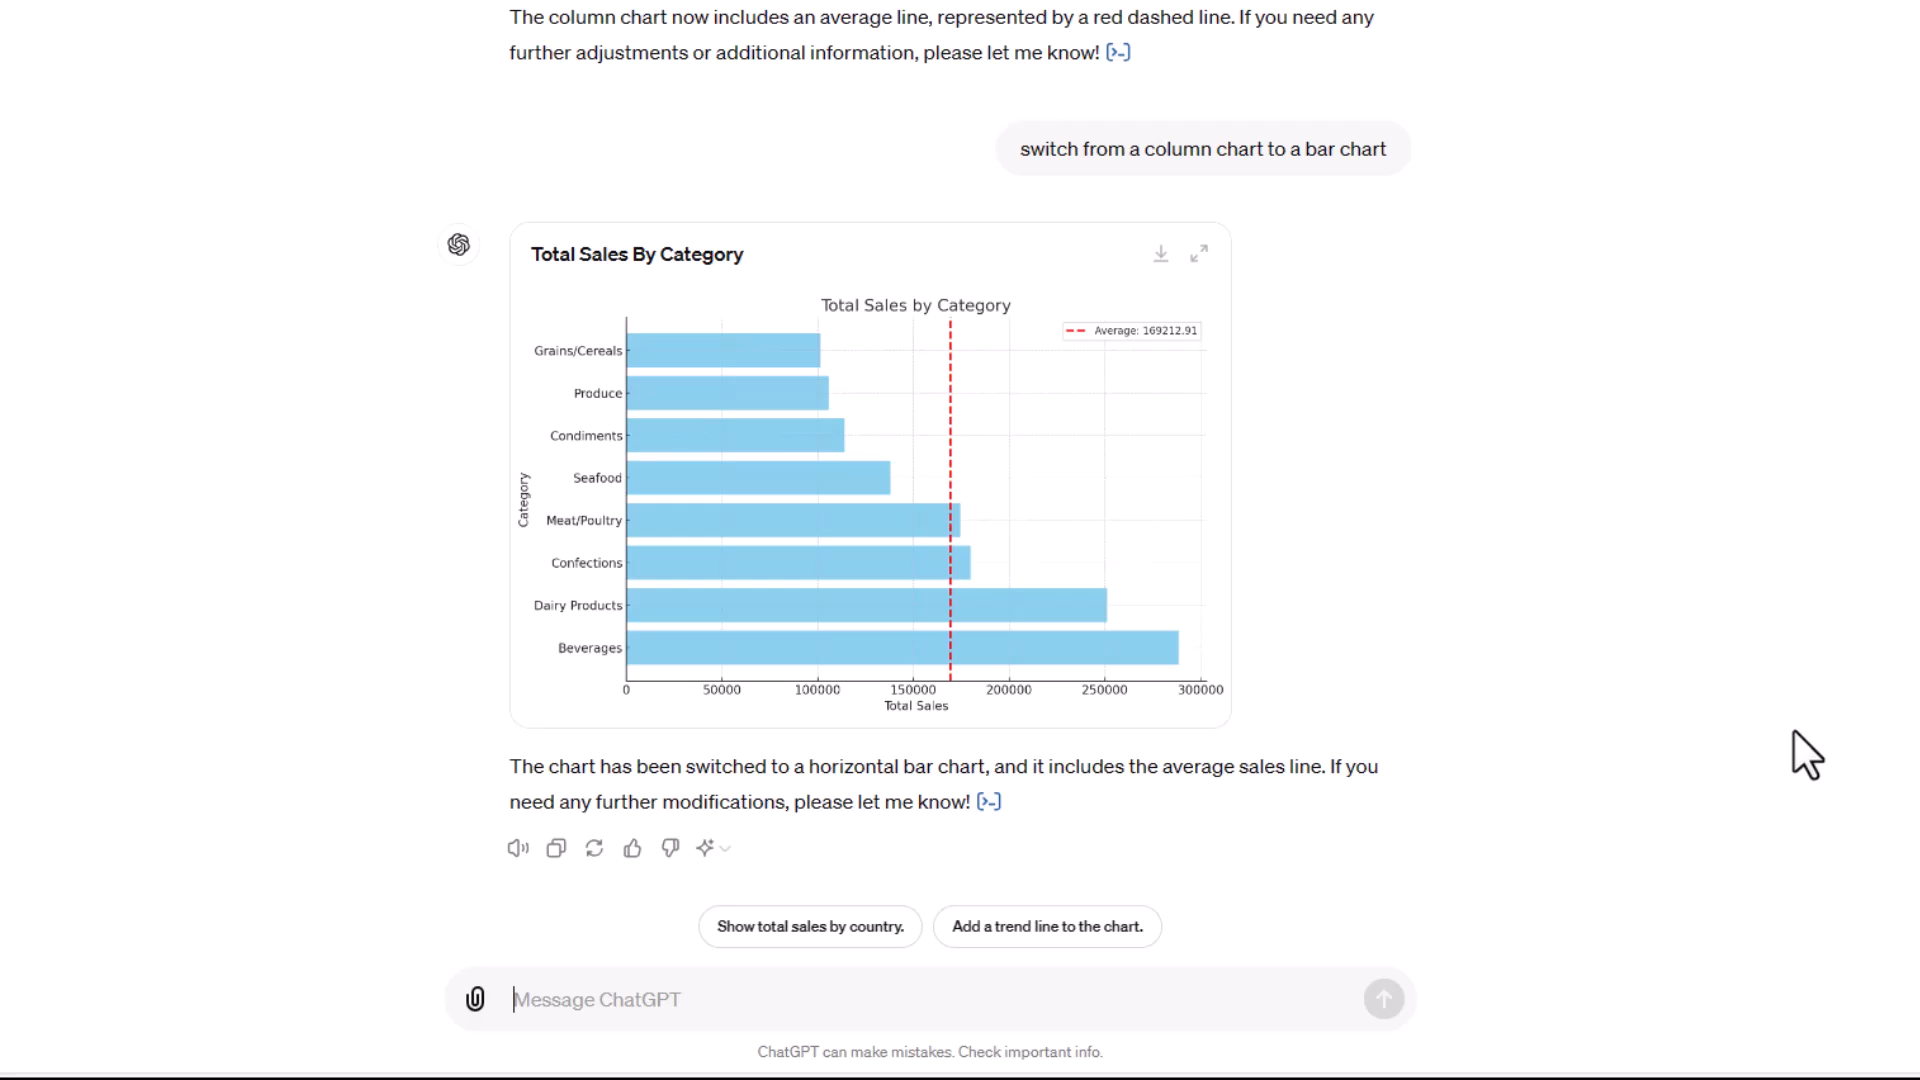 The column chart now includes an average line, represented by a red dashed line. If you need any
further adjustments or additional information, please let me know! [>-]
switch from a column chart to a bar chart
Total Sales By Category
Total Sales by Category
Average: 169212.91
Category
Grains/Cereals
Produce
Condiments
Seafood
Meat/Poultry
Confections
Dairy Products
Beverages
0 50000 100000 150000 200000 250000 300000
Total Sales
The chart has been switched to a horizontal bar chart, and it includes the average sales line. If you
need any further modifications, please let me know! [>-]
Show total sales by country. Add a trend line to the chart.
Message ChatGPT
ChatGPT can make mistakes. Check important info.